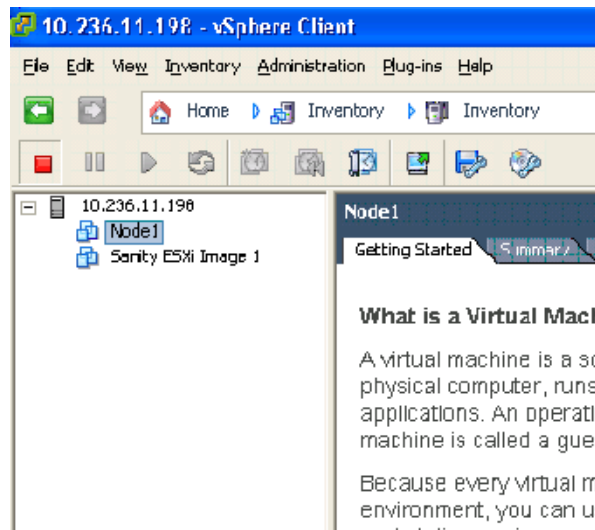 10.236.11.198 - vSphere Client
File Edit View Inventory Administration Plug-ins Help
Home Inventory Inventory
10.236.11.198
Node1
Sanity ESXi Image 1
Node1
Getting Started Summary
What is a Virtual Mach
A virtual machine is a so
physical computer, runs
applications. An operati
machine is called a gue
Because every virtual m
environment, you can u